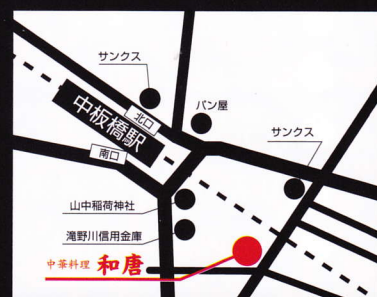 サンクス
パン屋
北口
中板橋駅
サンクス
南口
山中稲荷神社
滝野川信用金庫
中華料理 和唐